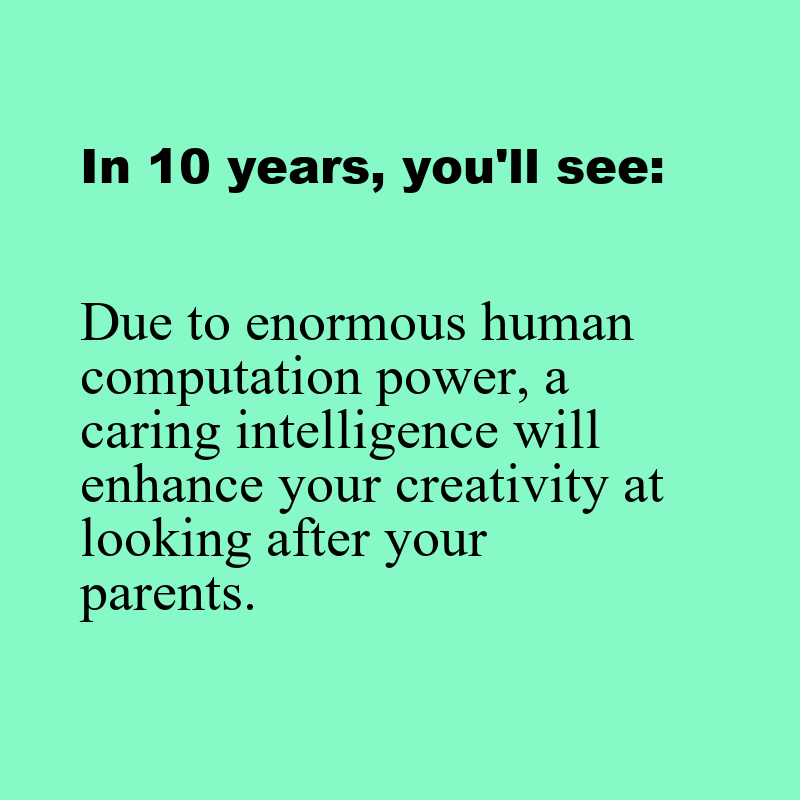 In 10 years, you'll see:
Due to enormous human
computation power, a
caring intelligence will
enhance your creativity at
looking after your
parents.